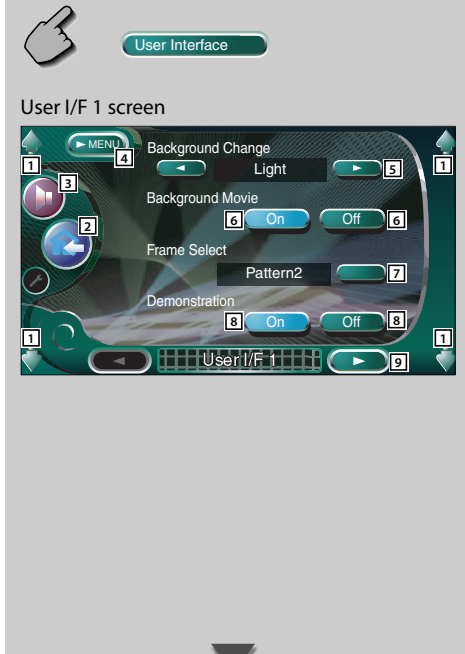 User Interface
User I/F 1 screen
1 ►MENU 4 Background Change 1
3 ◄ Light ► 5
Background Movie
2 6 On Off 6
Frame Select
Pattern2 7
Demonstration
1 8 On Off 8 1
◄ User I/F 1 ► 9